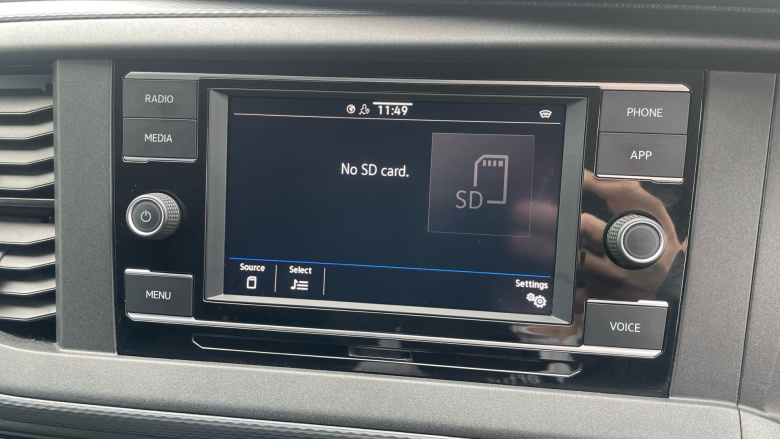 RADIO
MEDIA
MENU
11:49
No SD card.
SD
Source
Select
Settings
PHONE
APP
VOICE